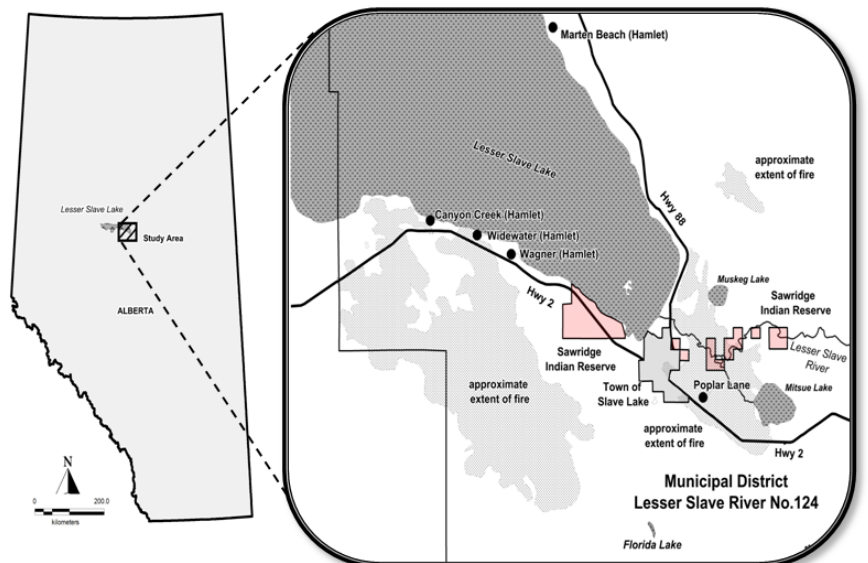 Lesser Slave Lake
Study Area
ALBERTA
N
0 200.0
kilometers
Marten Beach (Hamlet)
Lesser Slave Lake
approximate
extent of fire
Hwy 88
Canyon Creek (Hamlet)
Widewater (Hamlet)
Wagner (Hamlet)
Hwy 2
Muskeg Lake
Sawridge
Indian Reserve
Lesser Slave
River
Sawridge
Indian Reserve
Town of
Slave Lake
Poplar Lane
Mitsue Lake
approximate
extent of fire
approximate
extent of fire
Hwy 2
Municipal District
Lesser Slave River No.124
Florida Lake